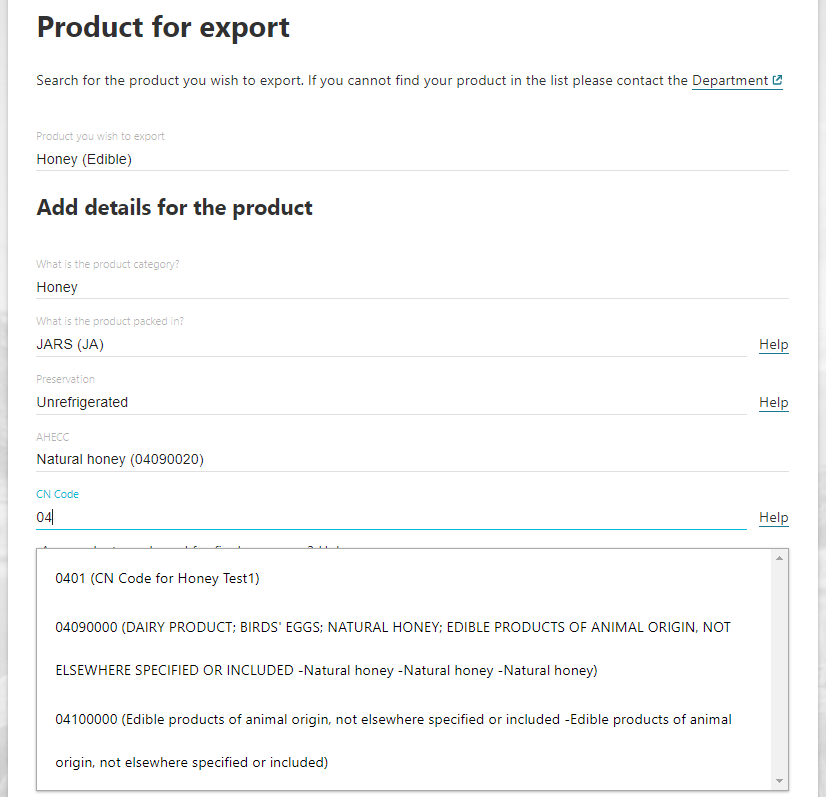 Product for export
Search for the product you wish to export. If you cannot find your product in the list please contact the Department
Product you wish to export
Honey (Edible)
Add details for the product
What is the product category?
Honey
What is the product packed in?
JARS (JA)
Help
Preservation
Unrefrigerated
Help
AHECC
Natural honey (04090020)
CN Code
04
Help
0401 (CN Code for Honey Test1)
04090000 (DAIRY PRODUCT; BIRDS' EGGS; NATURAL HONEY; EDIBLE PRODUCTS OF ANIMAL ORIGIN, NOT
ELSEWHERE SPECIFIED OR INCLUDED -Natural honey -Natural honey -Natural honey)
04100000 (Edible products of animal origin, not elsewhere specified or included -Edible products of animal
origin, not elsewhere specified or included)